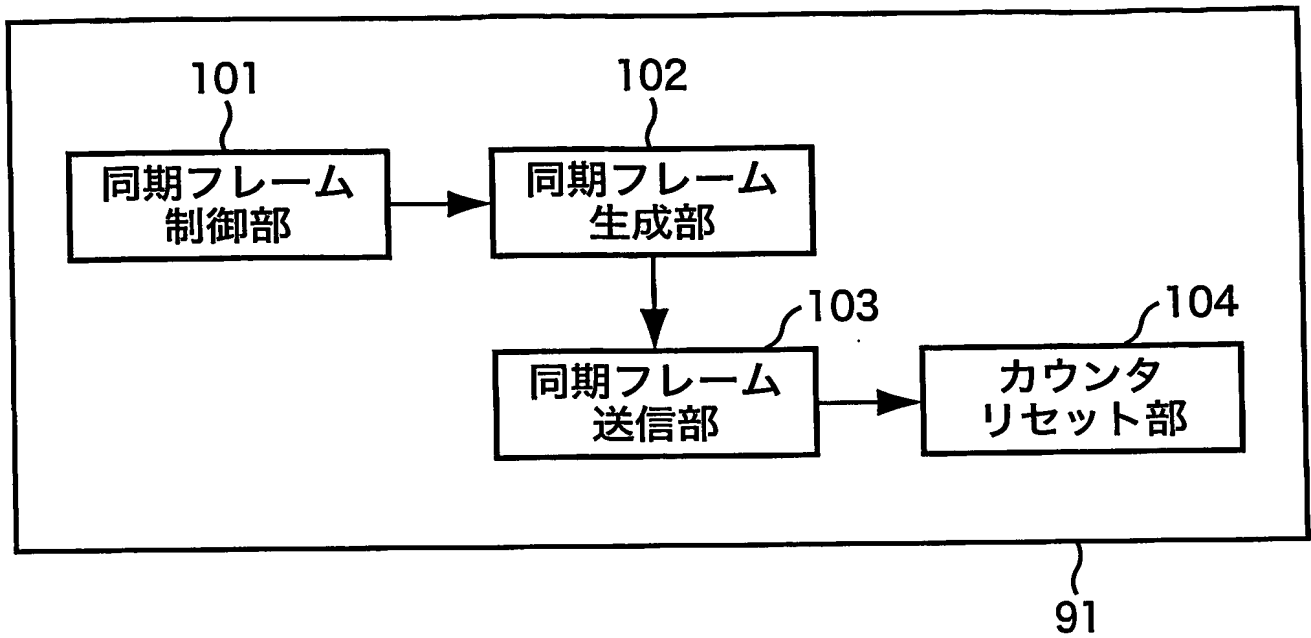 101
同期フレーム
制御部
102
同期フレーム
生成部
103
同期フレーム
送信部
104
カウンタ
リセット部
91